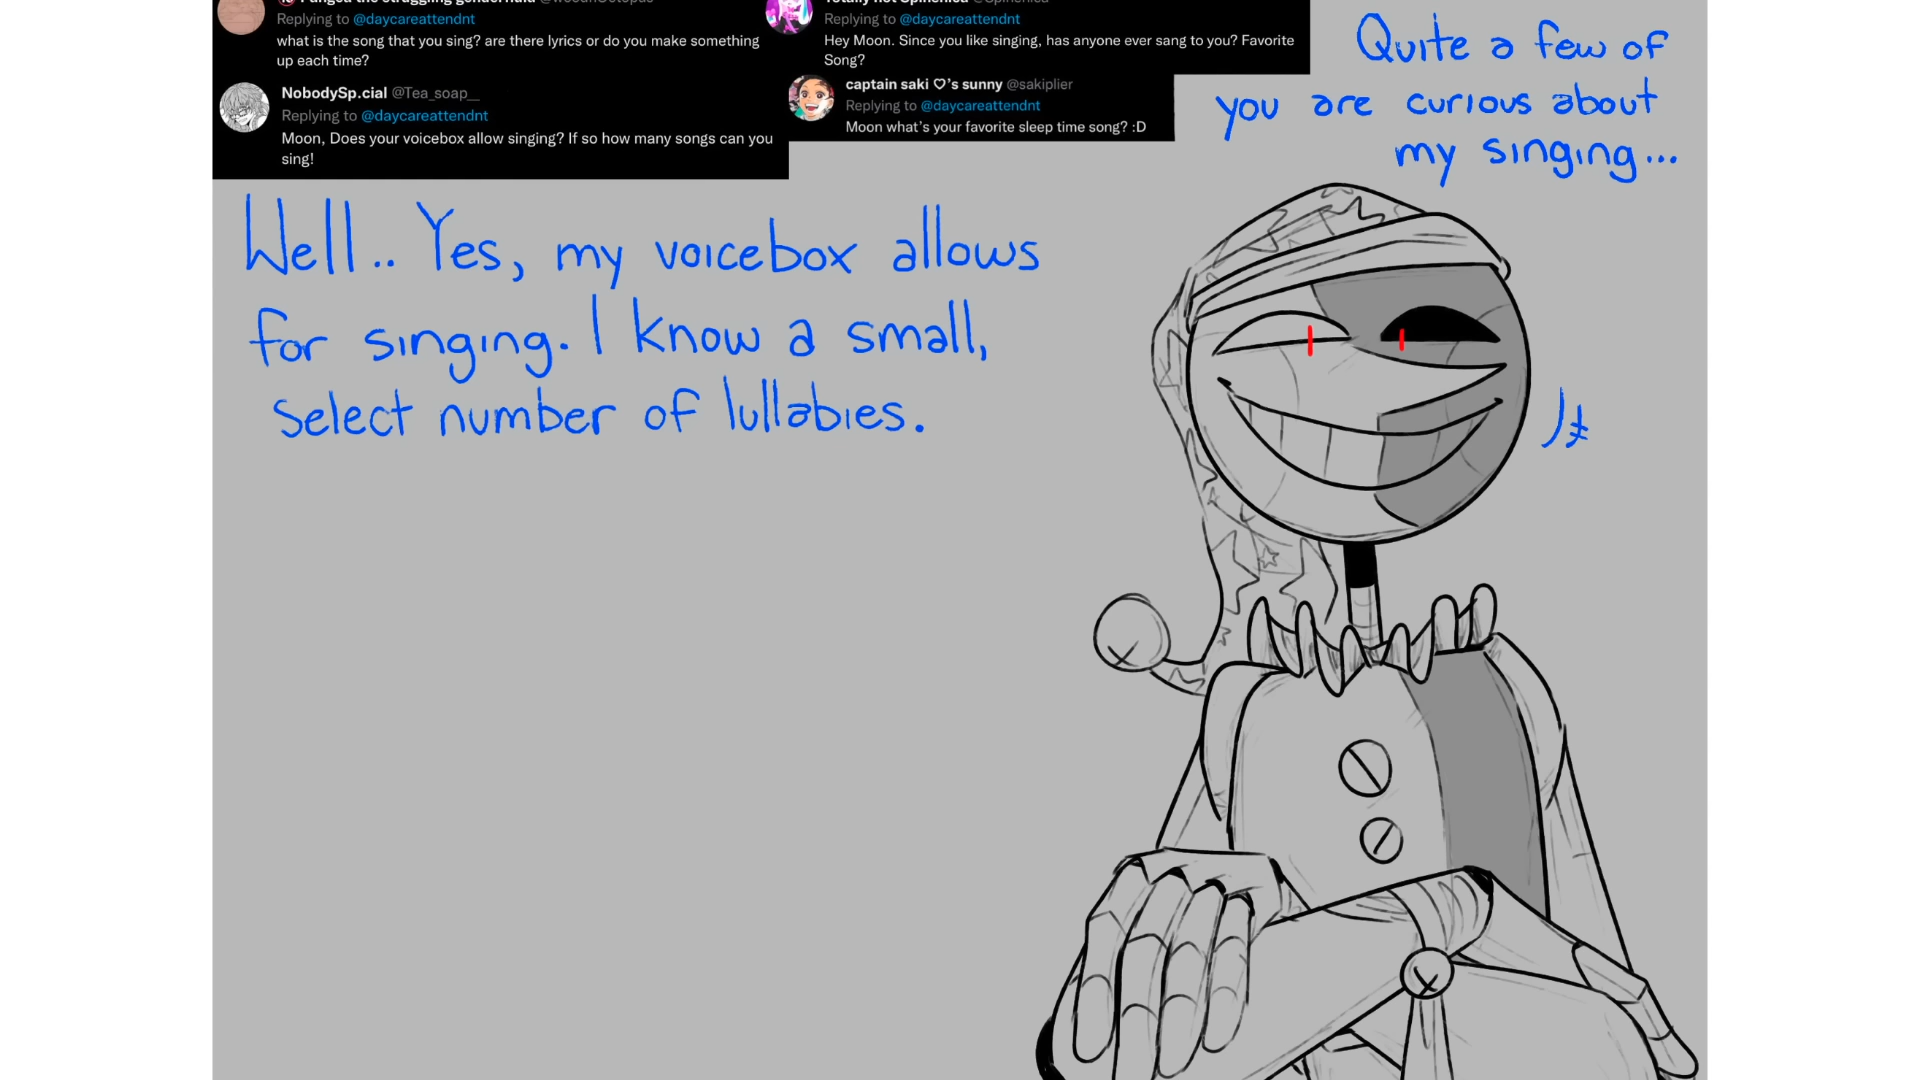 Replying to @daycareattendnt
what is the song that you sing? are there lyrics or do you make something
up each time?
NobodySp.cial @Tea_soap__
Replying to @daycareattendnt
Moon, Does your voicebox allow singing? If so how many songs can you
sing!
Replying to @daycareattendnt
Hey Moon. Since you like singing, has anyone ever sang to you? Favorite
Song?
captain saki ♡'s sunny @sakiplier
Replying to @daycareattendnt
Moon what's your favorite sleep time song? :D
Quite a few of
you are curious about
my singing...
Well.. Yes, my voicebox allows
for singing. I know a small,
select number of lullabies.